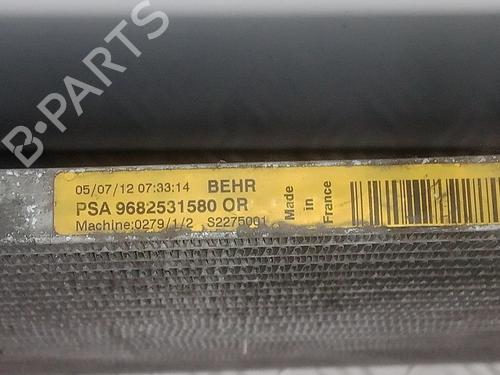 B-PARTS
05/07/12 07:33:14 BEHR
PSA 9682531580 OR
Machine:0279/1/2 S2275001
Made
in
France